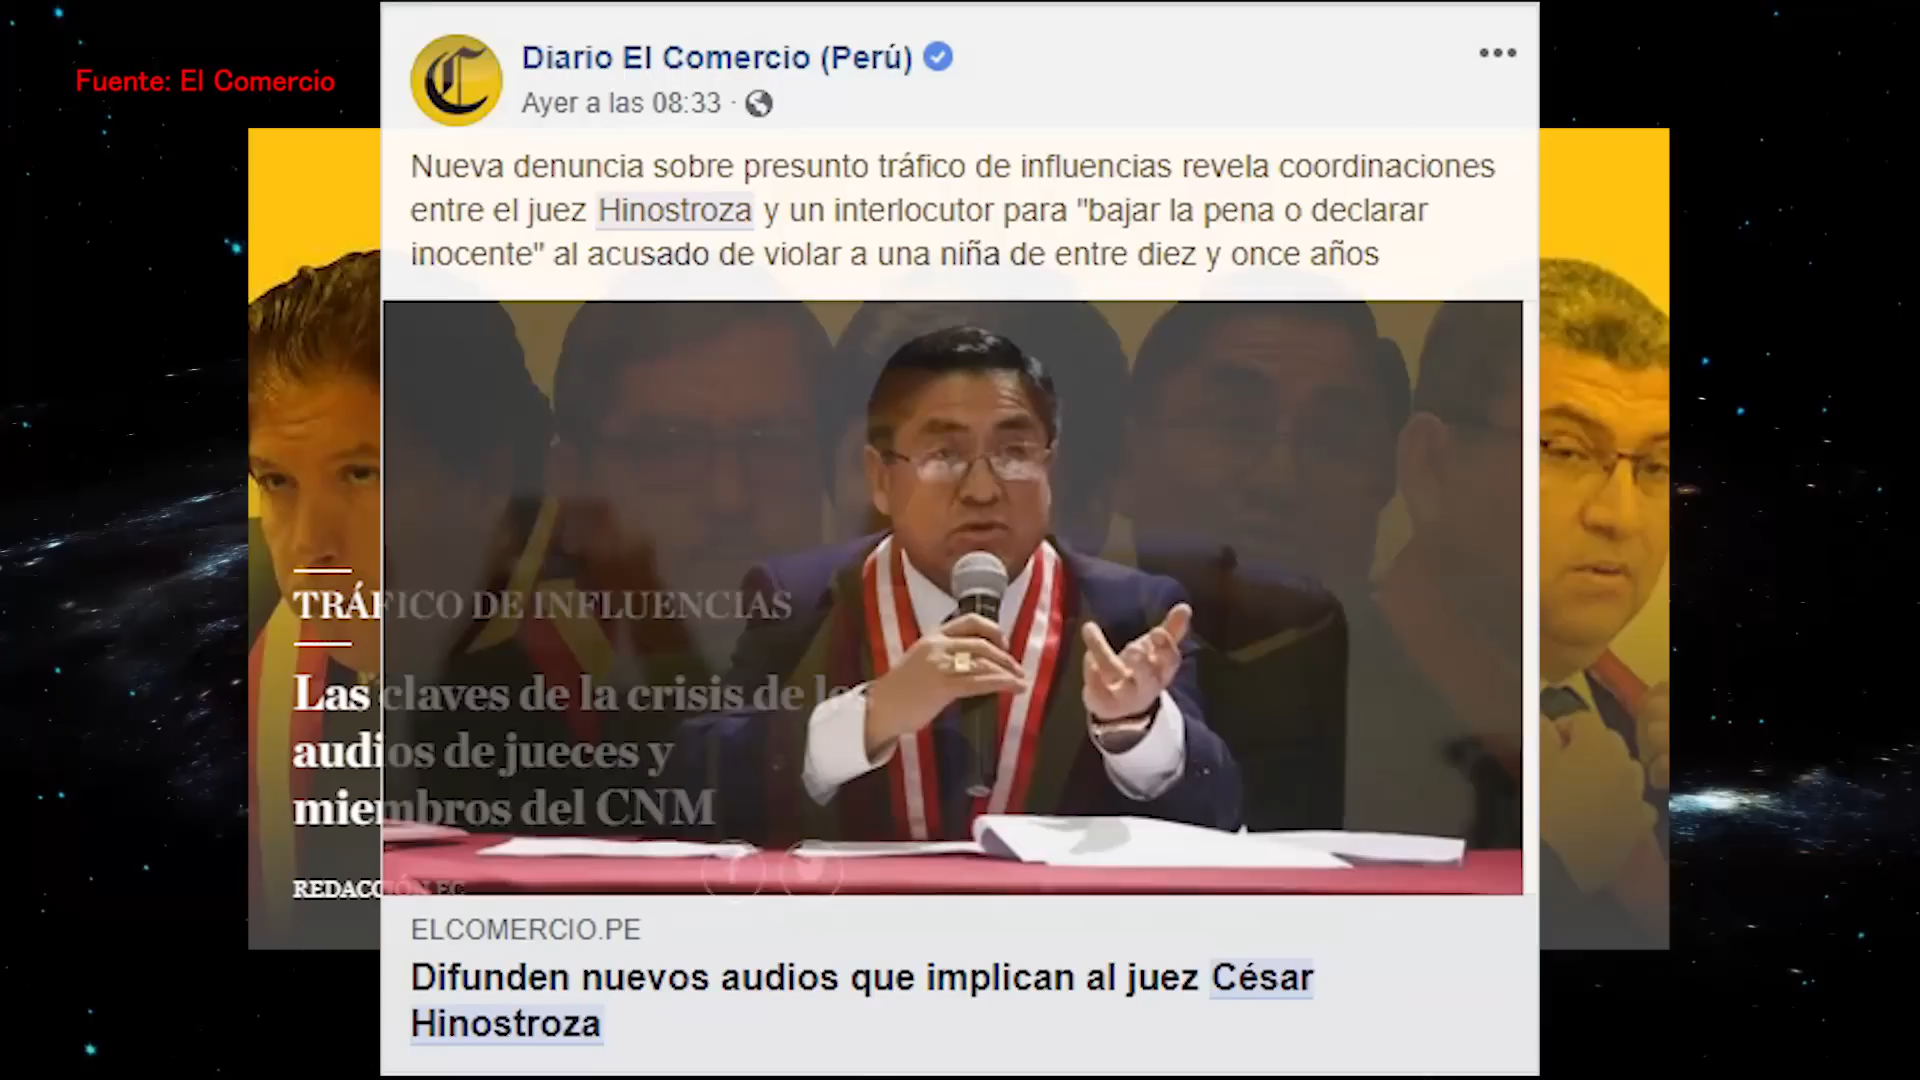 Fuente: El Comercio
Diario El Comercio (Perú)
Ayer a las 08:33 ·
Nueva denuncia sobre presunto tráfico de influencias revela coordinaciones
entre el juez Hinostroza y un interlocutor para "bajar la pena o declarar
inocente" al acusado de violar a una niña de entre diez y once años
TRÁFICO DE INFLUENCIAS
Las claves de la crisis de los
audios de jueces y
miembros del CNM
REDACCIÓN EC
ELCOMERCIO.PE
Difunden nuevos audios que implican al juez César
Hinostroza